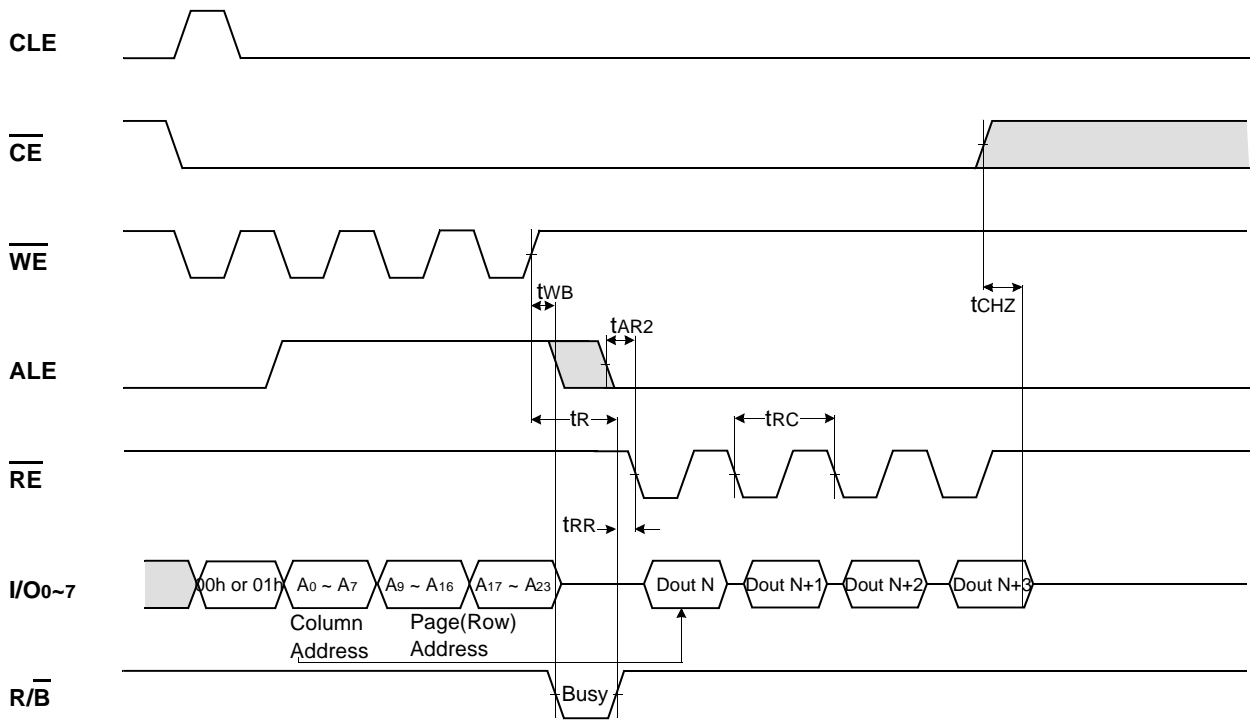 CLE
CE
WE
tWB
tCHZ
tAR2
ALE
tR
tRC
RE
tRR
I/O0~7
00h or 01h
A0 ~ A7
A9 ~ A16
A17 ~ A23
Dout N
Dout N+1
Dout N+2
Dout N+3
Column
Address
Page(Row)
Address
R/B
Busy